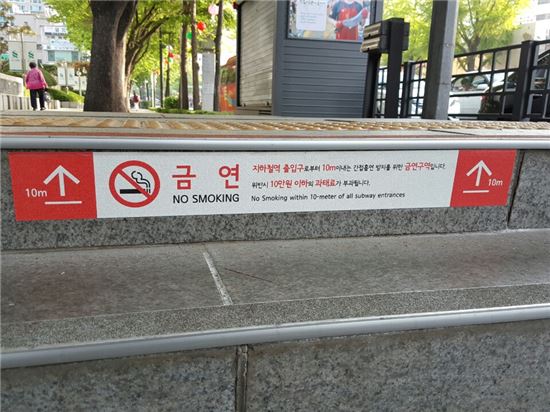 10m
금 연
NO SMOKING
지하철역 출입구로부터 10m이내는 간접흡연 방지를 위한 금연구역입니다.
위반시 10만원 이하의 과태료가 부과됩니다.
No Smoking within 10-meter of all subway entrances
10m